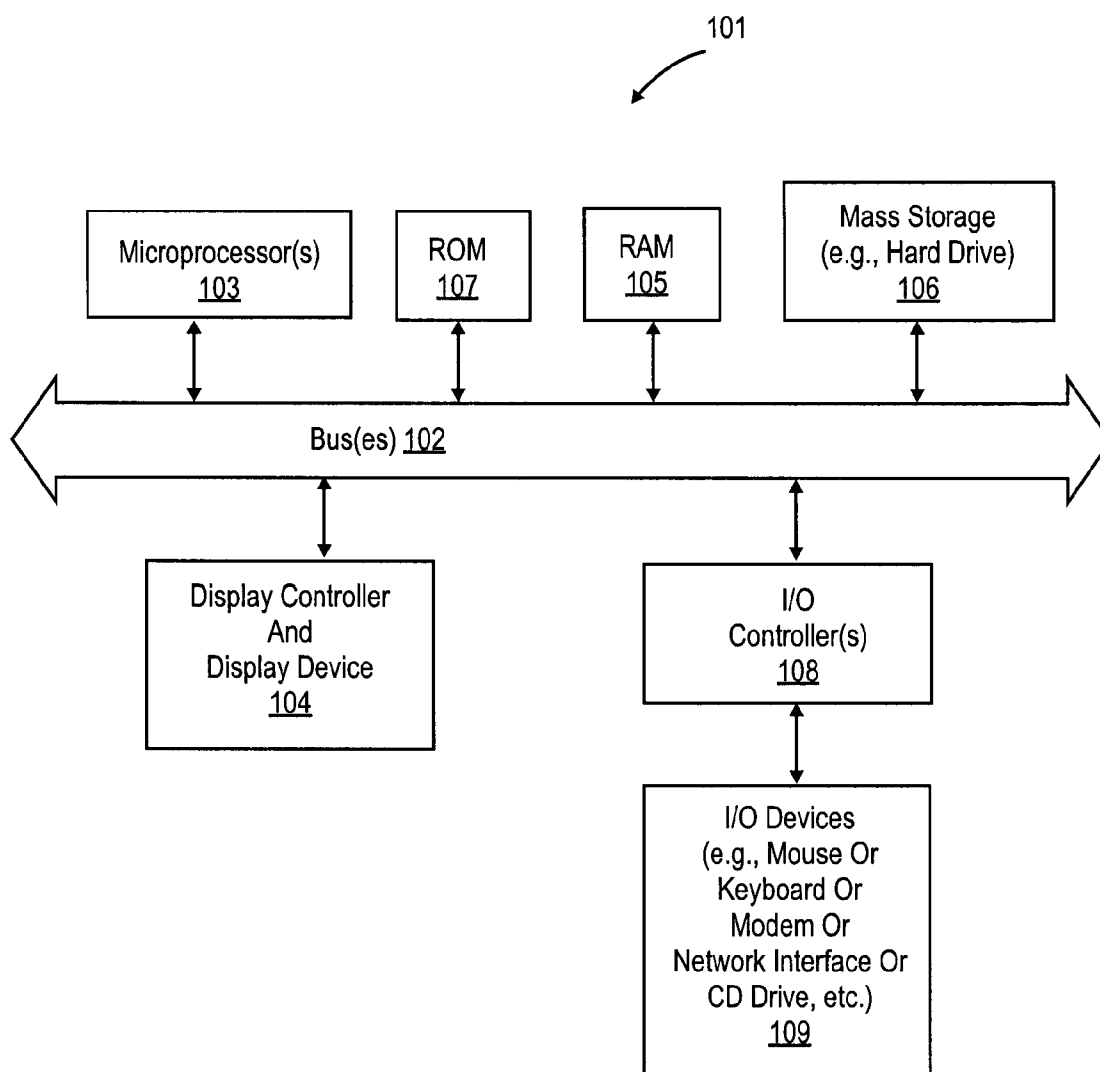 101
Microprocessor(s)
103
ROM
107
RAM
105
Mass Storage
(e.g., Hard Drive)
106
Bus(es) 102
Display Controller
And
Display Device
104
I/O
Controller(s)
108
I/O Devices
(e.g., Mouse Or
Keyboard Or
Modem Or
Network Interface Or
CD Drive, etc.)
109